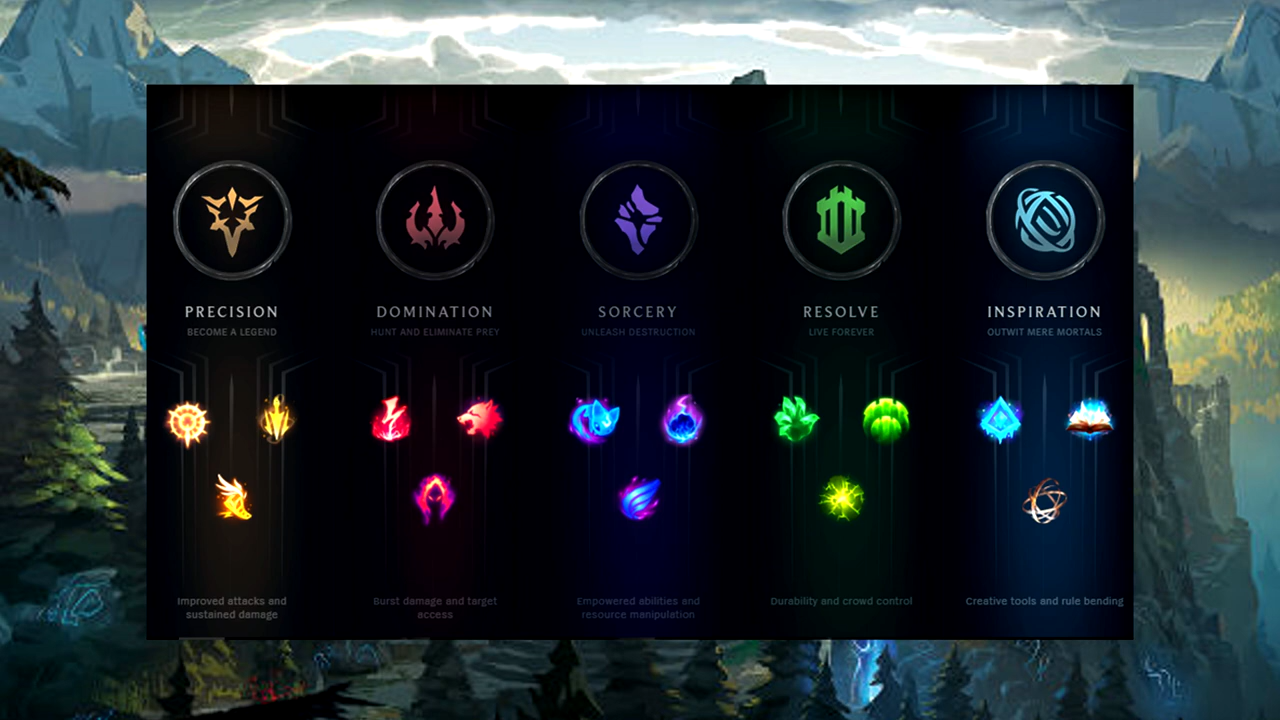 PRECISION
BECOME A LEGEND
Improved attacks and
sustained damage
DOMINATION
HUNT AND ELIMINATE PREY
Burst damage and target
access
SORCERY
UNLEASH DESTRUCTION
Empowered abilities and
resource manipulation
RESOLVE
LIVE FOREVER
Durability and crowd control
INSPIRATION
OUTWIT MERE MORTALS
Creative tools and rule bending